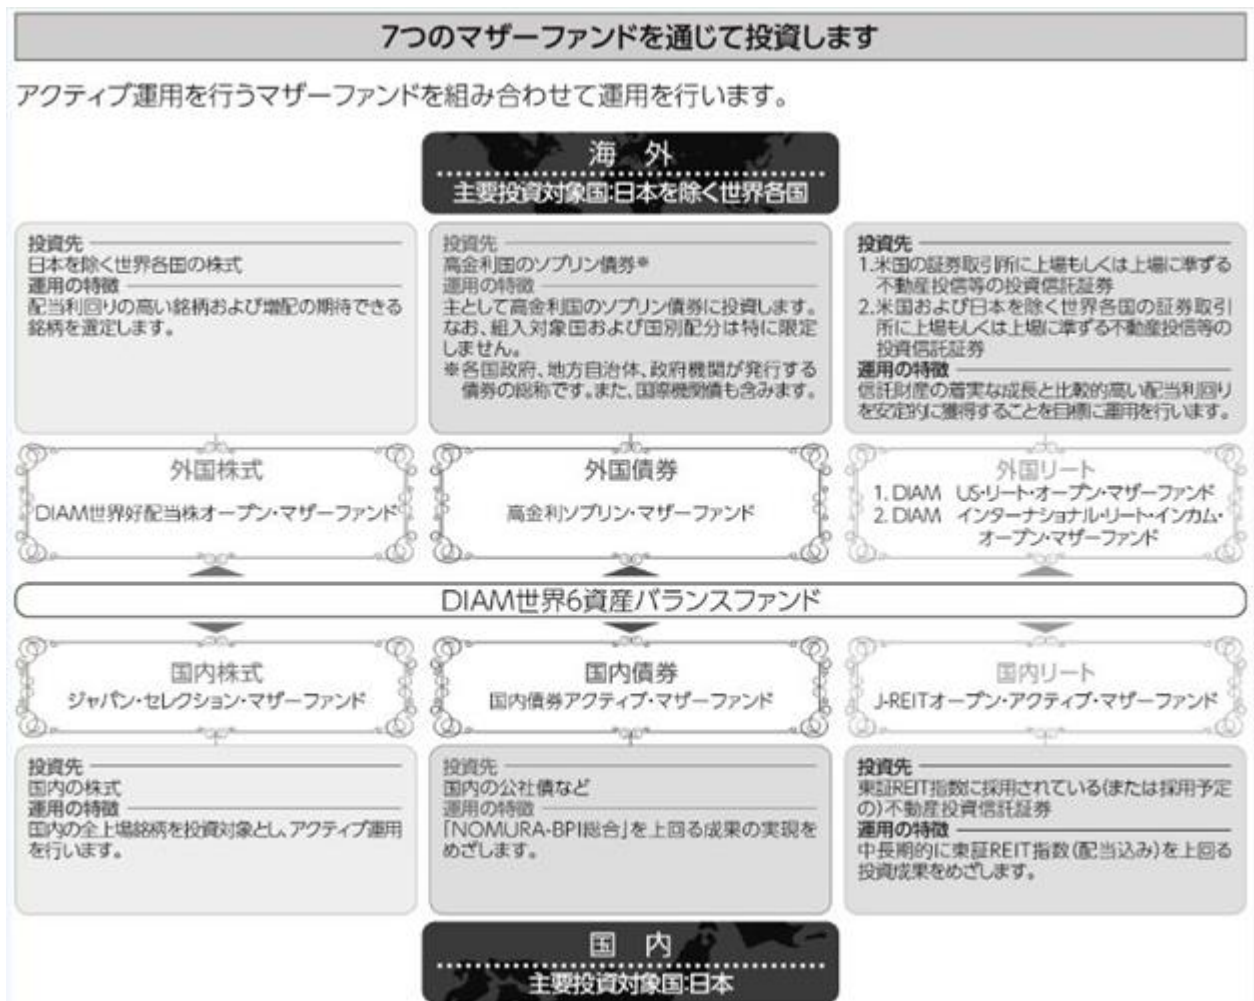 7つのマザーファンドを通じて投資します
アクティブ運用を行うマザーファンドを組み合わせて運用を行います。
海 外
主要投資対象国:日本を除く世界各国
投資先
日本を除く世界各国の株式
運用の特徴
配当利回りの高い銘柄および増配の期待できる
銘柄を選定します。
投資先
高金利国のソブリン債券※
運用の特徴
主として高金利国のソブリン債券に投資します。
なお、組入対象国および国別配分は特に限定
しません。
※各国政府、地方自治体、政府機関が発行する
債券の総称です。また、国際機関債も含みます。
投資先
1.米国の証券取引所に上場もしくは上場に準ずる
不動産投信等の投資信託証券
2.米国および日本を除く世界各国の証券取引
所に上場もしくは上場に準ずる不動産投信等の
投資信託証券
運用の特徴
信託財産の着実な成長と比較的高い配当利回り
を安定的に獲得することを目標に運用を行います。
外国株式
DIAM世界好配当株オープン・マザーファンド
外国債券
高金利ソブリン・マザーファンド
外国リート
1. DIAM US・リート・オープン・マザーファンド
2. DIAM インターナショナル・リート・インカム・
オープン・マザーファンド
DIAM世界6資産バランスファンド
国内株式
ジャパン・セレクション・マザーファンド
国内債券
国内債券アクティブ・マザーファンド
国内リート
J-REITオープン・アクティブ・マザーファンド
投資先
国内の株式
運用の特徴
国内の全上場銘柄を投資対象とし、アクティブ運用
を行います。
投資先
国内の公社債など
運用の特徴
「NOMURA-BPI総合」を上回る成果の実現を
めざします。
投資先
東証REIT指数に採用されている(または採用予定
の)不動産投資信託証券
運用の特徴
中長期的に東証REIT指数(配当込み)を上回る
投資成果をめざします。
国 内
主要投資対象国:日本